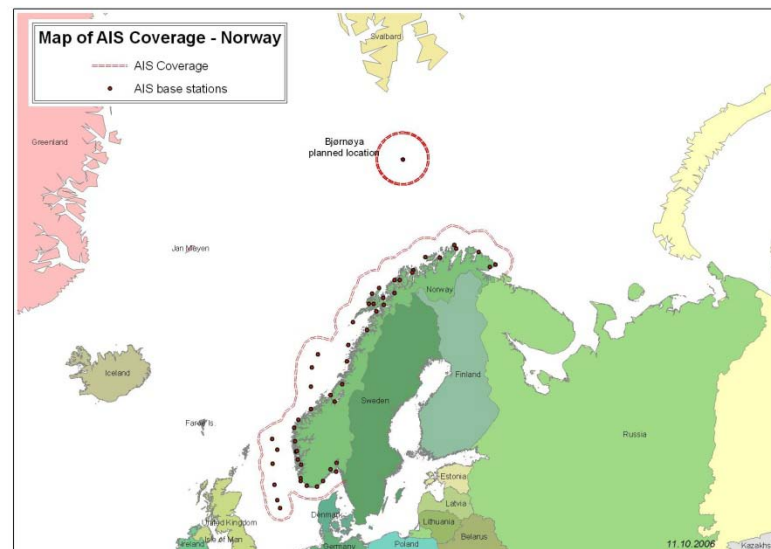 Map of AIS Coverage - Norway
AIS Coverage
AIS base stations
Svalbard
Greenland
Bjørnøya
planned location
Jan Mayen
Norway
Iceland
Finland
Sweden
Faroe Is
Russia
Estonia
Latvia
Denmark
Lithuania
United Kingdom
Isle of Man
Ireland
Germany
Poland
Belarus
11.10.2006
Kazakhs